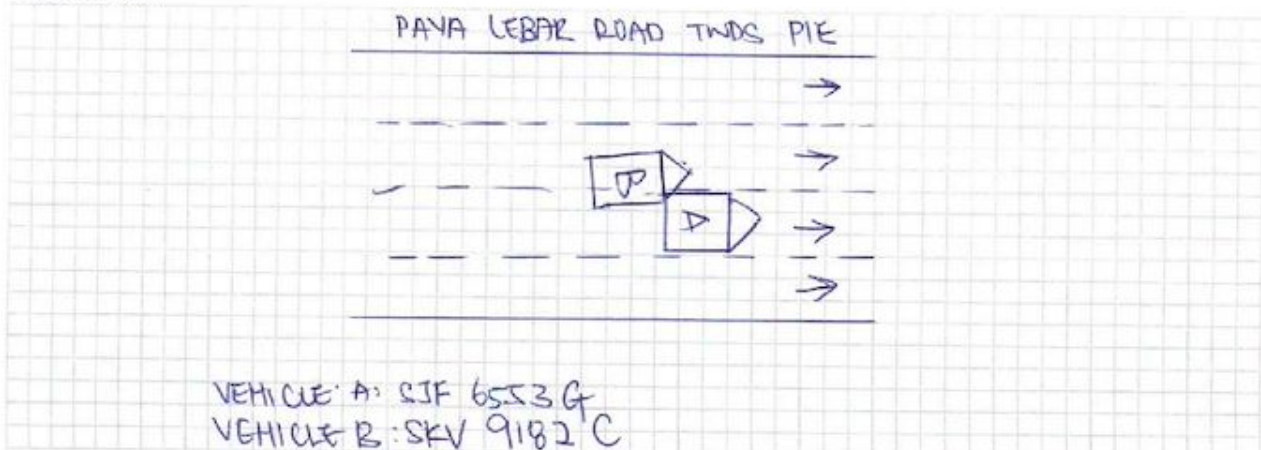 PAYA LEBAR ROAD TWDS PIE
B
A
VEHICLE A: SJF 6553 G
VEHICLE B: SKV 9182 C